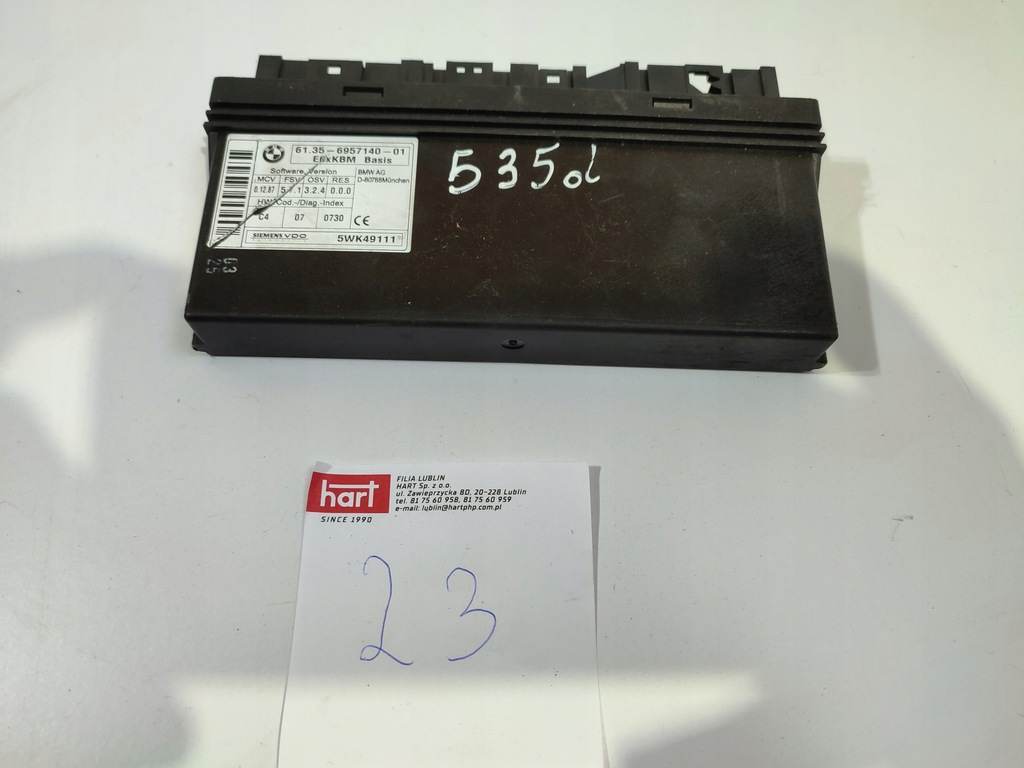 61.35 - 6957140 - 01
E6xKBM Basis
Software Version
BMW AG
MCV FSV OSV RES
D-80788München
0.12.87 5.1.1 3.2.4 0.0.0
HW Cod.-/Diag.-Index
C4 07 0730 CE
SIEMENS VDO 5WK49111
535d
hart
SINCE 1990
FILIA LUBLIN
HART Sp. z o.o.
ul. Zawieprzycka 8D, 20-228 Lublin
tel. 81 75 60 958, 81 75 60 959
e-mail: lublin@hartphp.com.pl
23